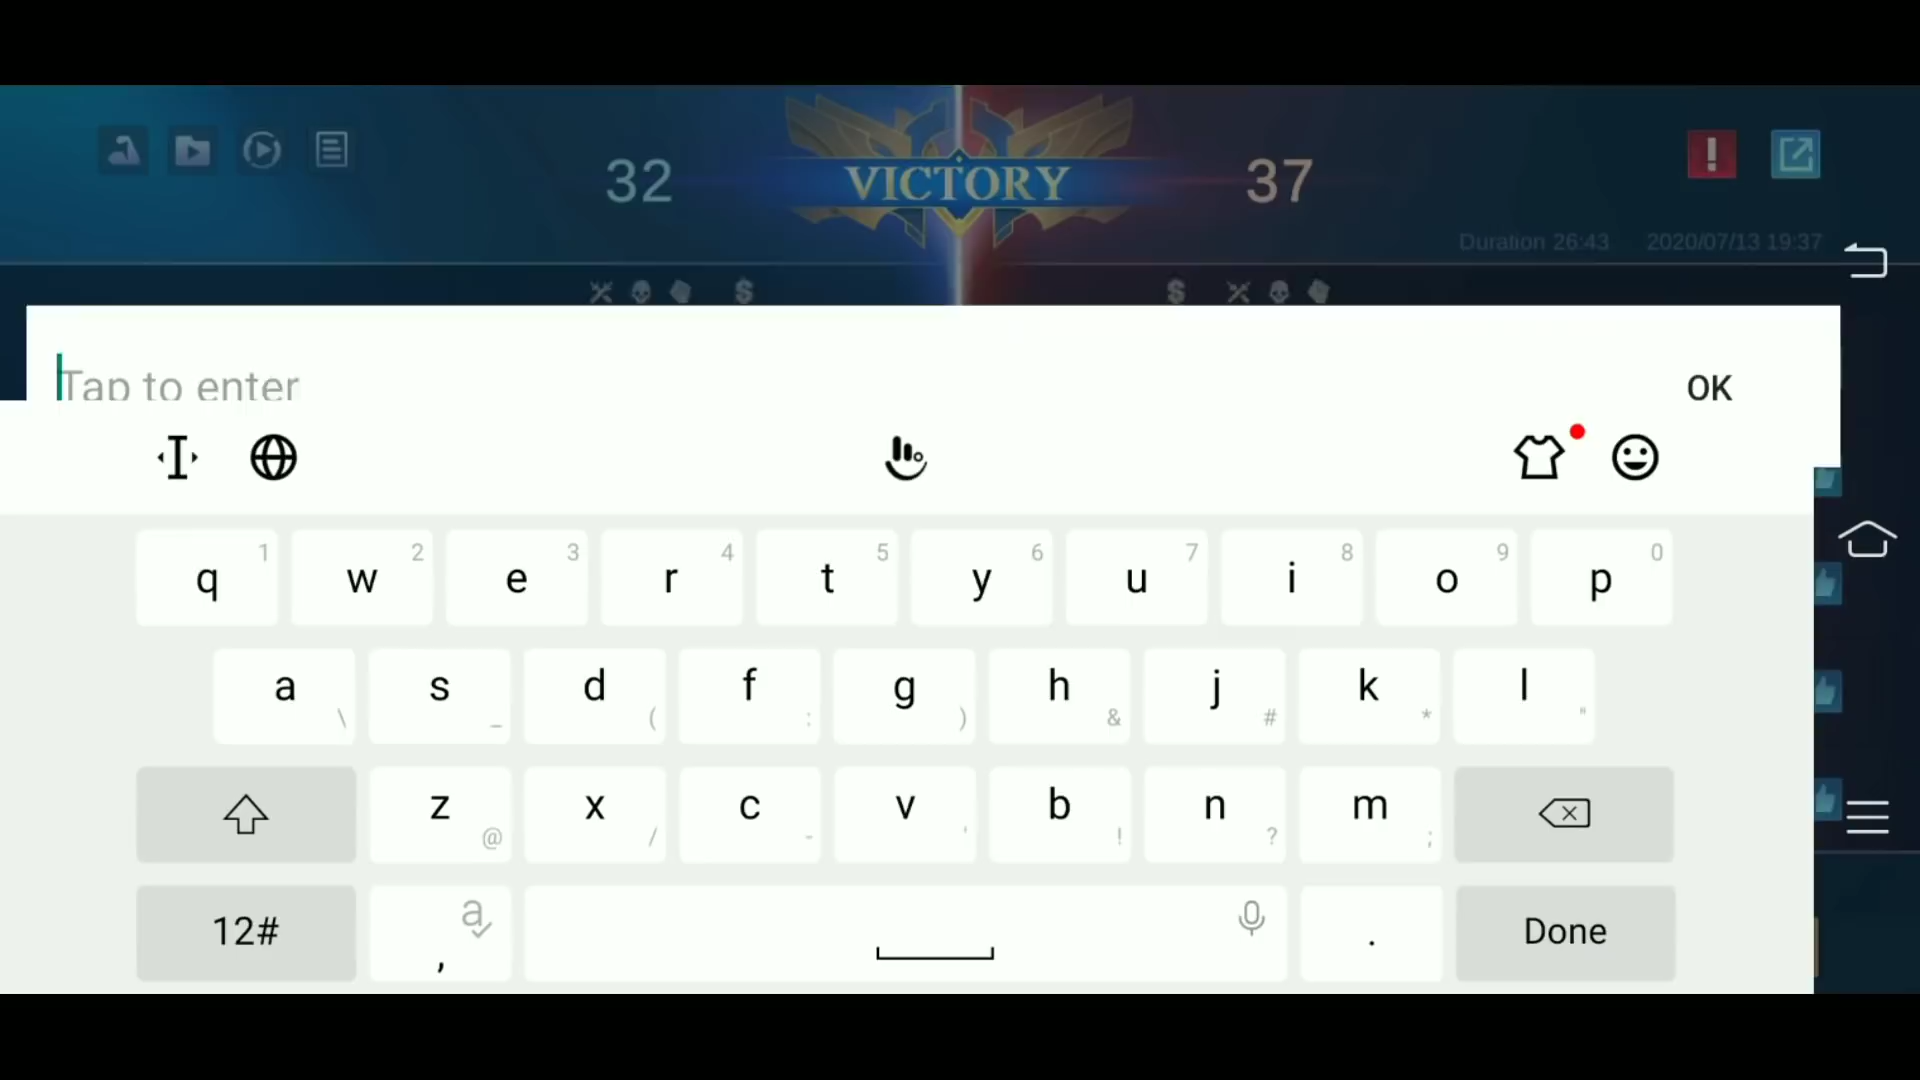 32 VICTORY 37
Duration 26:43 2020/07/13 19:37
Tap to enter OK
q 1 w 2 e 3 r 4 t 5 y 6 u 7 i 8 o 9 p 0
a \ s _ d ( f : g ) h & j # k * l "
z @ x / c - v ' b ! n ? m ;
12# , a . Done